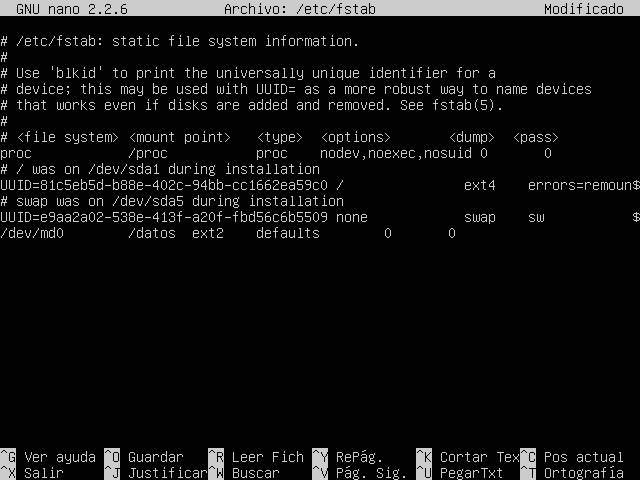 GNU nano 2.2.6 Archivo: /etc/fstab Modificado
# /etc/fstab: static file system information.
#
# Use 'blkid' to print the universally unique identifier for a
# device; this may be used with UUID= as a more robust way to name devices
# that works even if disks are added and removed. See fstab(5).
#
# <file system> <mount point> <type> <options> <dump> <pass>
proc /proc proc nodev,noexec,nosuid 0 0
# / was on /dev/sda1 during installation
UUID=81c5eb5d-b88e-402c-94bb-cc1662ea59c0 / ext4 errors=remoun$
# swap was on /dev/sda5 during installation
UUID=e9aa2a02-538e-413f-a20f-fbd56c6b5509 none swap sw $
/dev/md0 /datos ext2 defaults 0 0
^G Ver ayuda ^O Guardar ^R Leer Fich ^Y RePág. ^K Cortar Tex ^C Pos actual
^X Salir ^J Justificar ^W Buscar ^V Pág. Sig. ^U PegarTxt ^T Ortografía